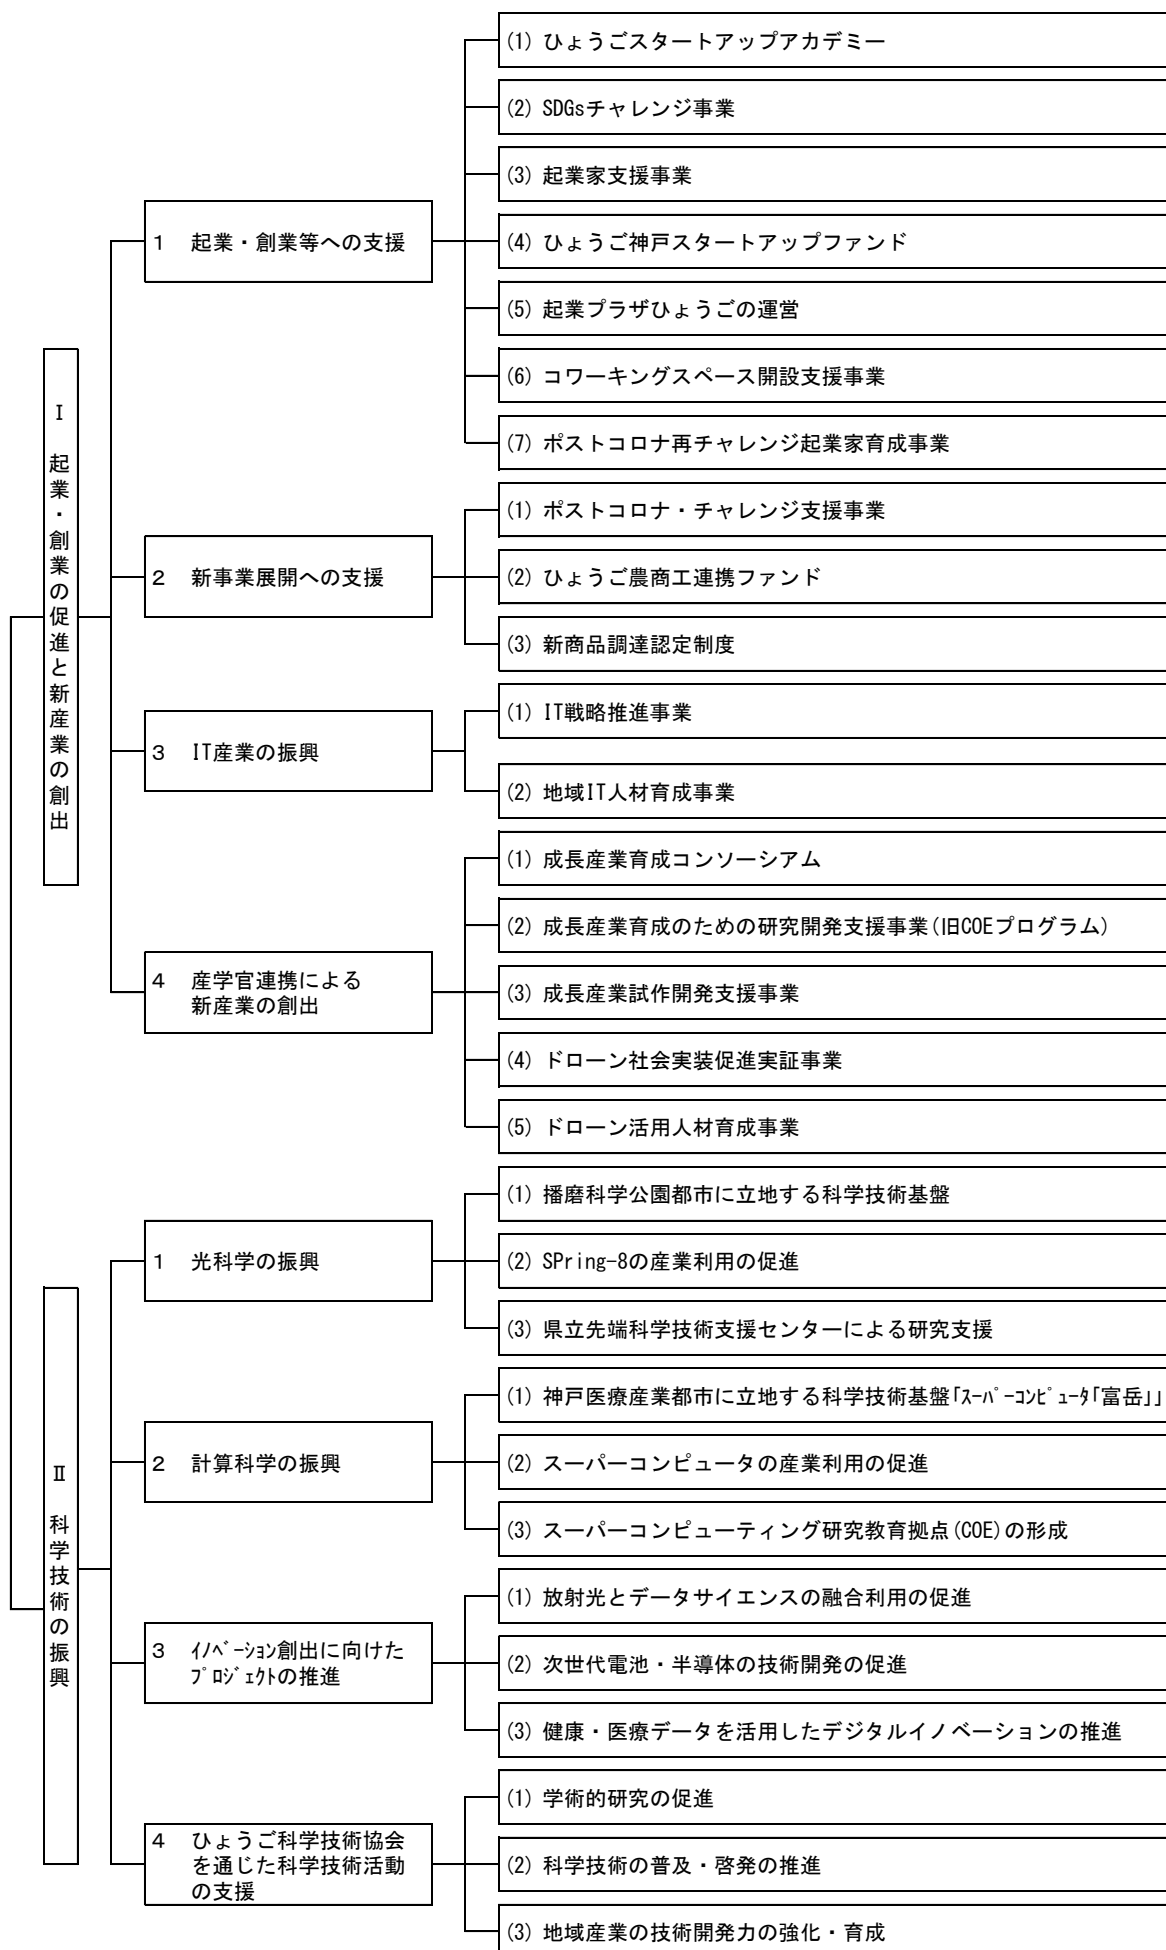 Ⅰ 起業・創業の促進と新産業の創出
1 起業・創業等への支援
(1) ひょうごスタートアップアカデミー
(2) SDGsチャレンジ事業
(3) 起業家支援事業
(4) ひょうご神戸スタートアップファンド
(5) 起業プラザひょうごの運営
(6) コワーキングスペース開設支援事業
(7) ポストコロナ再チャレンジ起業家育成事業
2 新事業展開への支援
(1) ポストコロナ・チャレンジ支援事業
(2) ひょうご農商工連携ファンド
(3) 新商品調達認定制度
3 IT産業の振興
(1) IT戦略推進事業
(2) 地域IT人材育成事業
4 産学官連携による
新産業の創出
(1) 成長産業育成コンソーシアム
(2) 成長産業育成のための研究開発支援事業(旧COEプログラム)
(3) 成長産業試作開発支援事業
(4) ドローン社会実装促進実証事業
(5) ドローン活用人材育成事業
Ⅱ 科学技術の振興
1 光科学の振興
(1) 播磨科学公園都市に立地する科学技術基盤
(2) SPring-8の産業利用の促進
(3) 県立先端科学技術支援センターによる研究支援
2 計算科学の振興
(1) 神戸医療産業都市に立地する科学技術基盤｢ｽｰﾊﾟｰｺﾝﾋﾟｭｰﾀ｢富岳｣｣
(2) スーパーコンピュータの産業利用の促進
(3) スーパーコンピューティング研究教育拠点(COE)の形成
3 ｲﾉﾍﾞｰｼｮﾝ創出に向けた
ﾌﾟﾛｼﾞｪｸﾄの推進
(1) 放射光とデータサイエンスの融合利用の促進
(2) 次世代電池・半導体の技術開発の促進
(3) 健康・医療データを活用したデジタルイノベーションの推進
4 ひょうご科学技術協会
を通じた科学技術活動
の支援
(1) 学術的研究の促進
(2) 科学技術の普及・啓発の推進
(3) 地域産業の技術開発力の強化・育成